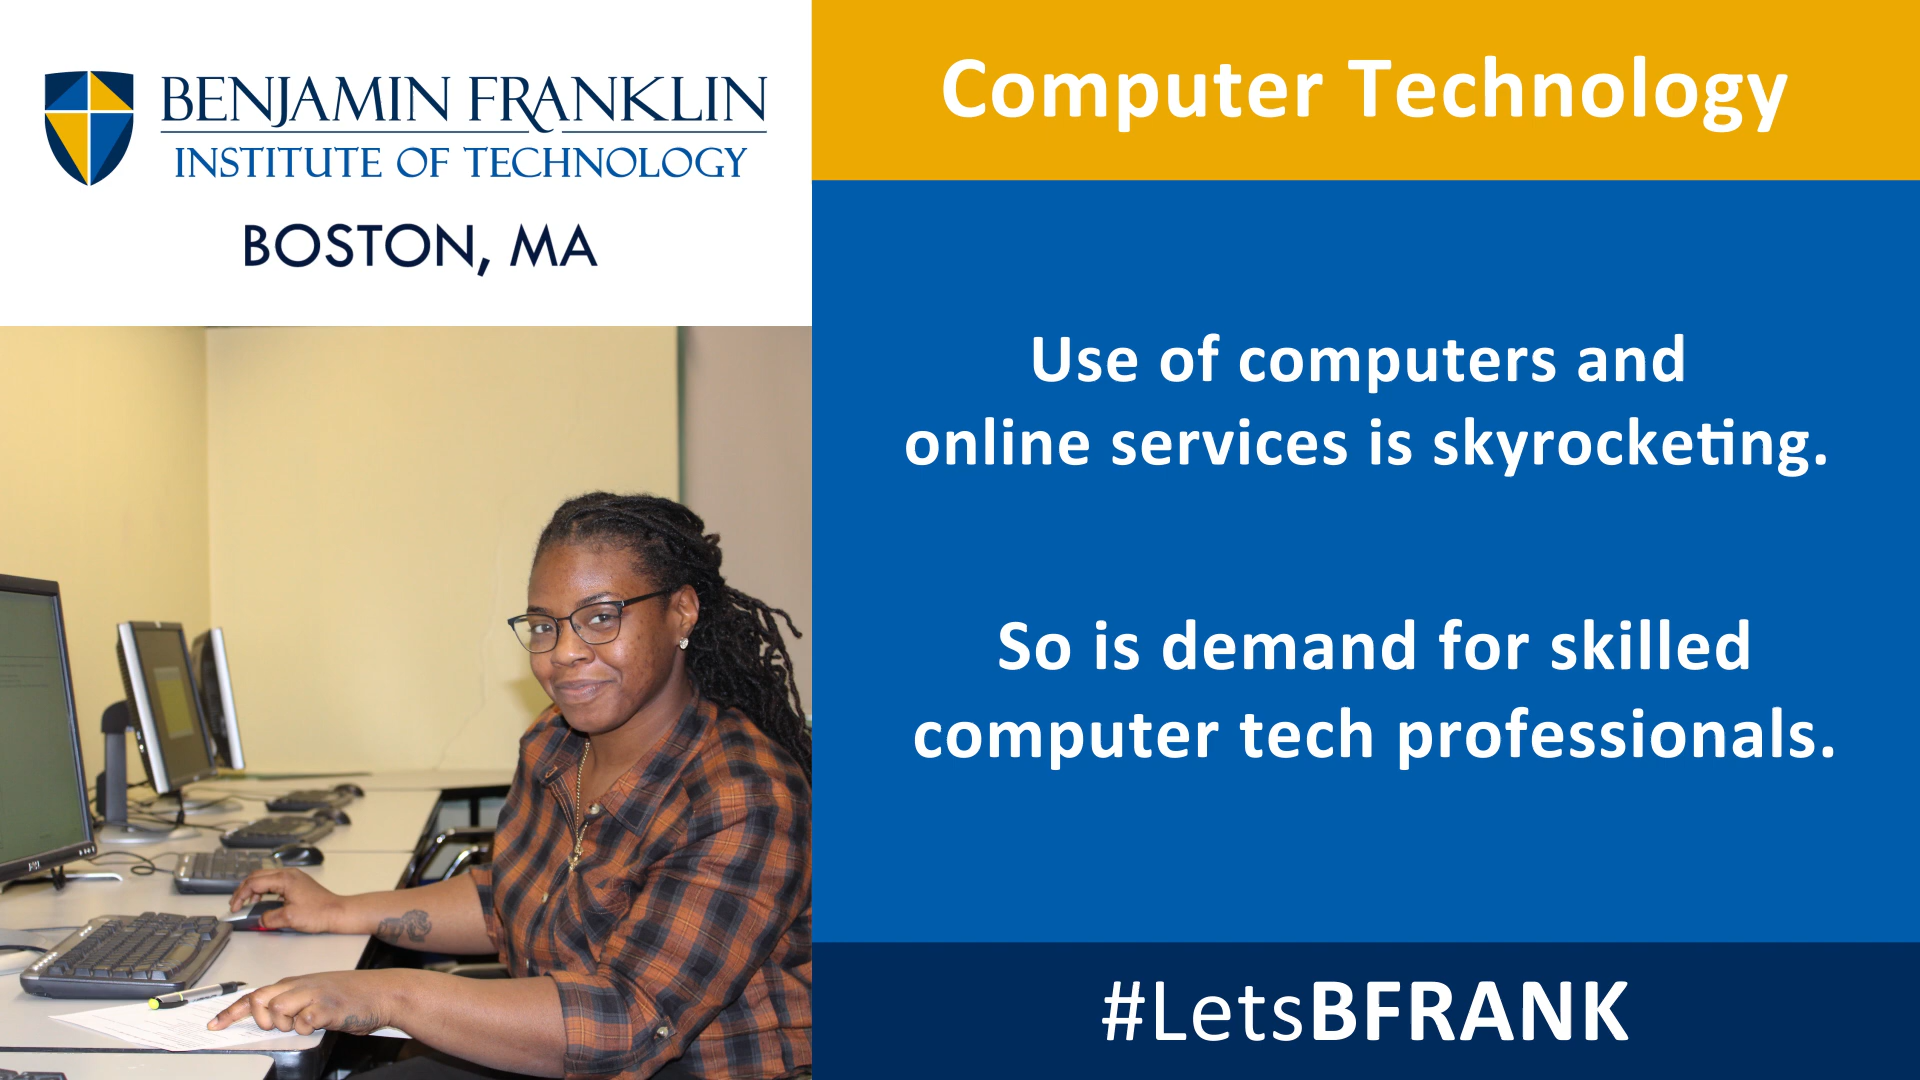 BENJAMIN FRANKLIN
INSTITUTE OF TECHNOLOGY
BOSTON, MA
Computer Technology
Use of computers and
online services is skyrocketing.
So is demand for skilled
computer tech professionals.
#LetsBFRANK